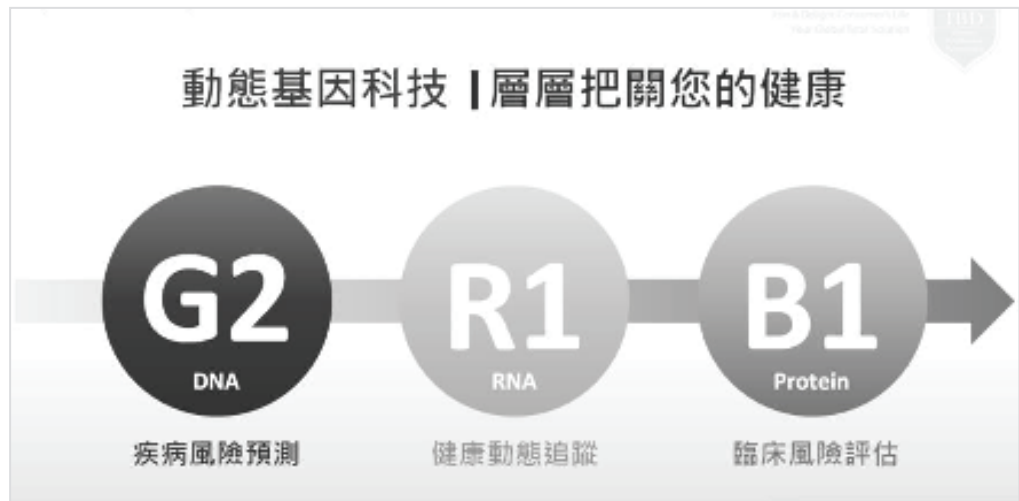 動態基因科技 | 層層把關您的健康
G2
DNA
R1
RNA
B1
Protein
疾病風險預測
健康動態追蹤
臨床風險評估